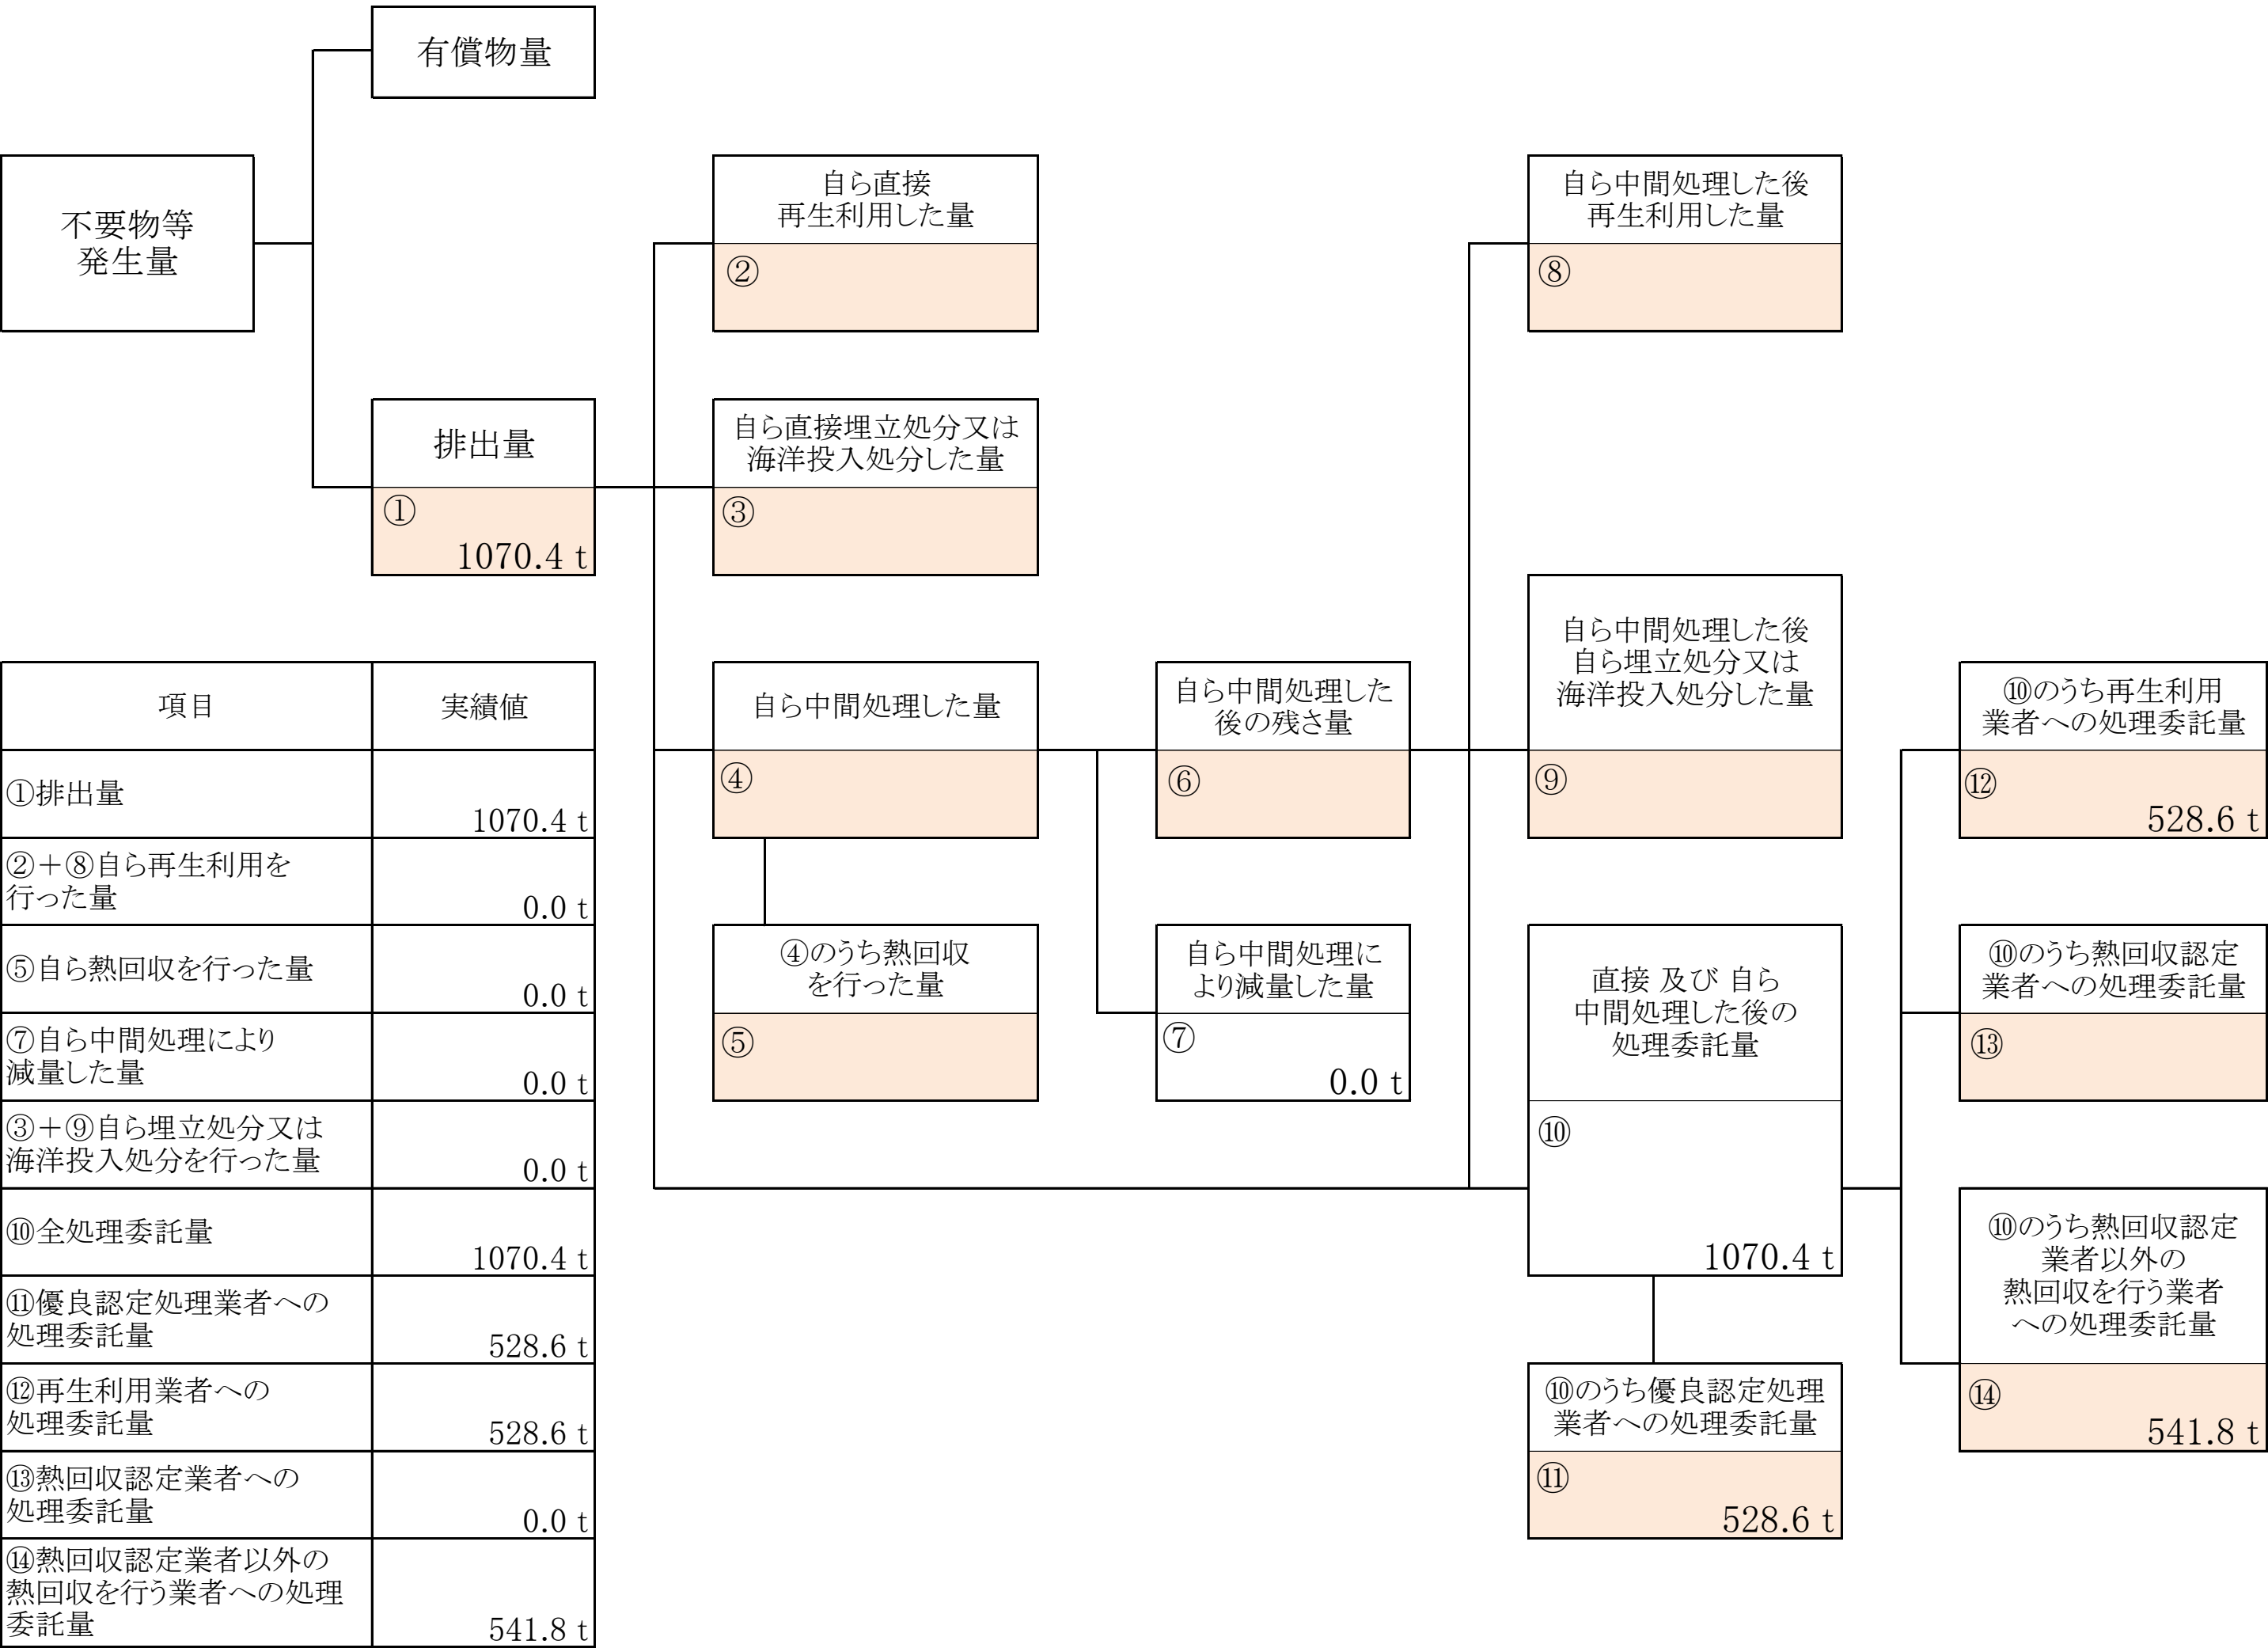 有償物量
不要物等
発生量
自ら直接
再生利用した量
②
自ら中間処理した後
再生利用した量
⑧
排出量
①
1070.4 t
自ら直接埋立処分又は
海洋投入処分した量
③
自ら中間処理した量
④
自ら中間処理した
後の残さ量
⑥
自ら中間処理した後
自ら埋立処分又は
海洋投入処分した量
⑨
⑩のうち再生利用
業者への処理委託量
⑫
528.6 t
④のうち熱回収
を行った量
⑤
自ら中間処理に
より減量した量
⑦
0.0 t
直接 及び 自ら
中間処理した後の
処理委託量
⑩
1070.4 t
⑩のうち熱回収認定
業者への処理委託量
⑬
⑩のうち熱回収認定
業者以外の
熱回収を行う業者
への処理委託量
⑭
541.8 t
⑩のうち優良認定処理
業者への処理委託量
⑪
528.6 t
項目
実績値
①排出量
1070.4 t
②＋⑧自ら再生利用を
行った量
0.0 t
⑤自ら熱回収を行った量
0.0 t
⑦自ら中間処理により
減量した量
0.0 t
③＋⑨自ら埋立処分又は
海洋投入処分を行った量
0.0 t
⑩全処理委託量
1070.4 t
⑪優良認定処理業者への
処理委託量
528.6 t
⑫再生利用業者への
処理委託量
528.6 t
⑬熱回収認定業者への
処理委託量
0.0 t
⑭熱回収認定業者以外の
熱回収を行う業者への処理
委託量
541.8 t